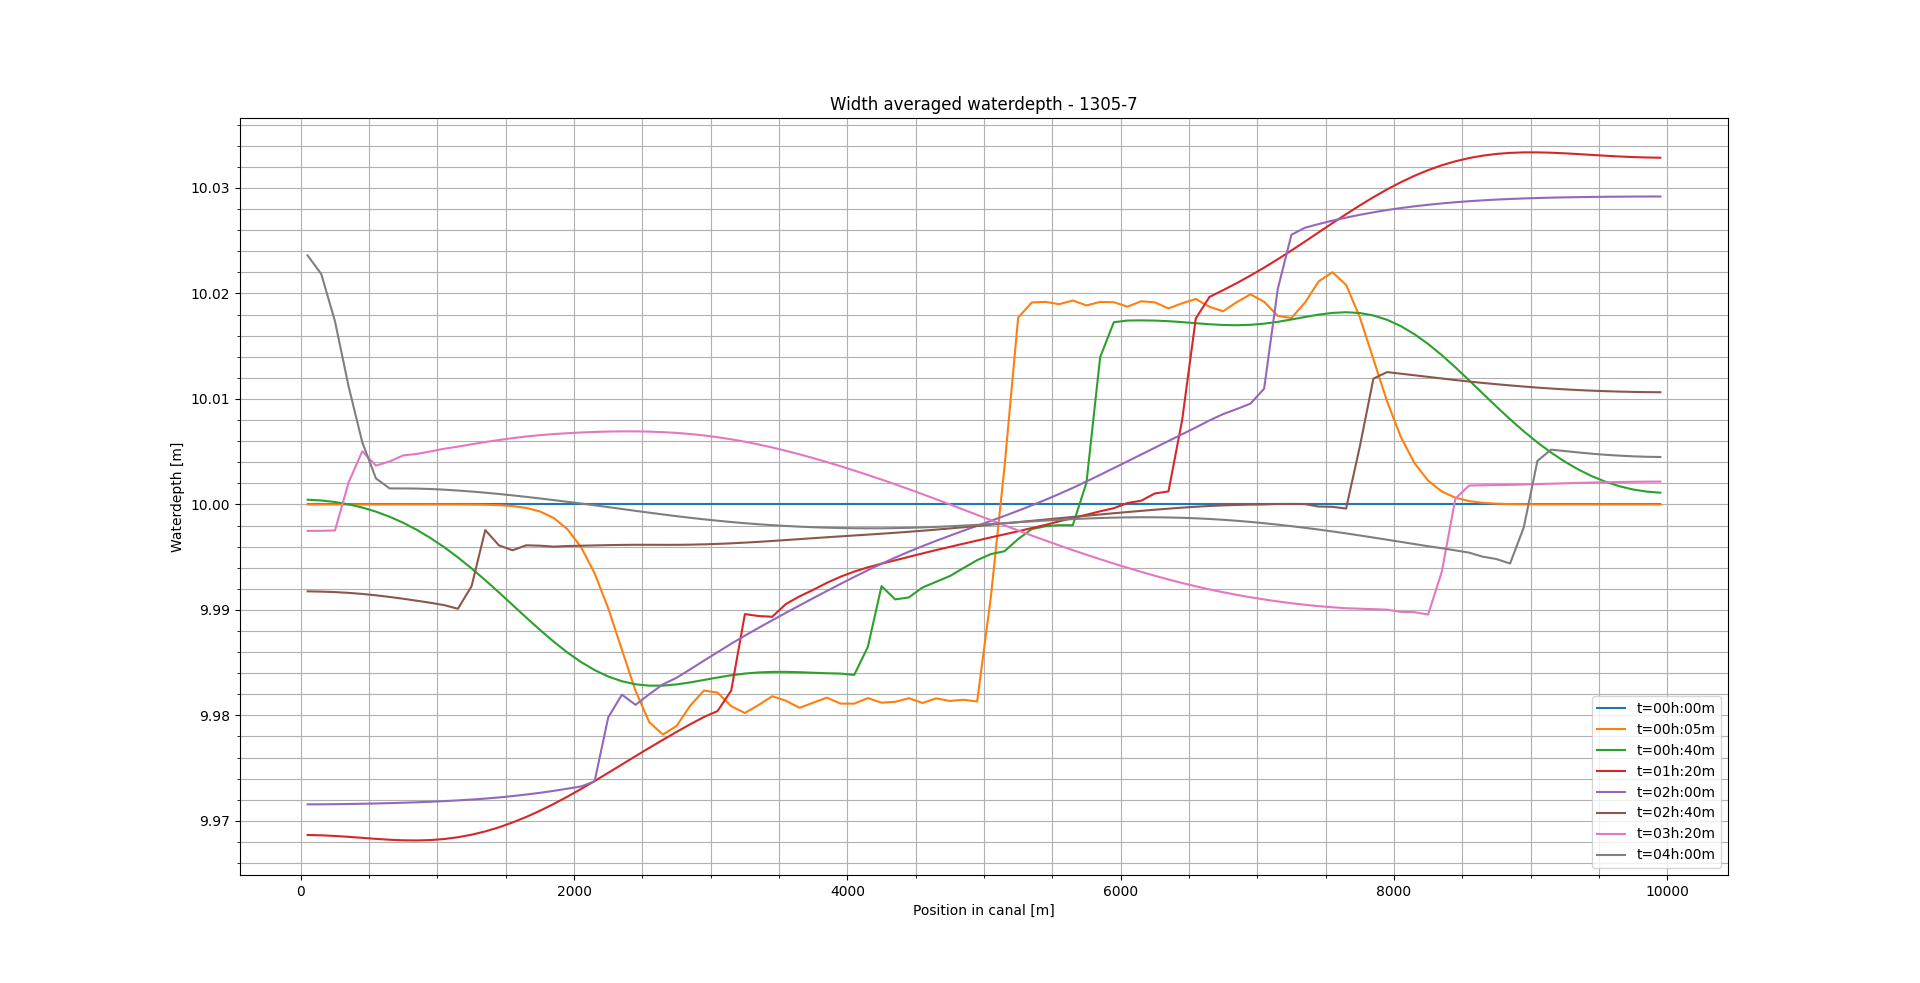 Width averaged waterdepth - 1305-7
Waterdepth [m]
10.03
10.02
10.01
10.00
9.99
9.98
9.97
0 2000 4000 6000 8000 10000
Position in canal [m]
t=00h:00m
t=00h:05m
t=00h:40m
t=01h:20m
t=02h:00m
t=02h:40m
t=03h:20m
t=04h:00m